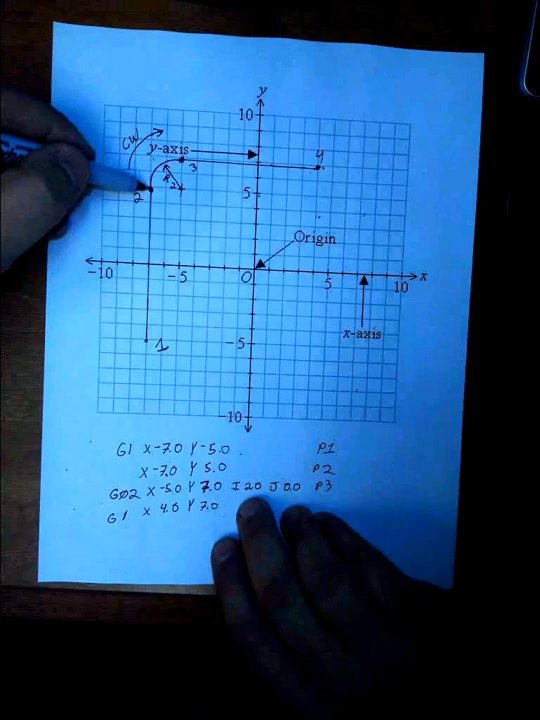 y
10
CW
y-axis
4
3
R2
5
2
Origin
-10
-5
O
5
10
x
x-axis
1
-5
-10
G1 X -7.0 Y -5.0 P1
X -7.0 Y 5.0 P2
G02 X -5.0 Y 7.0 I 2.0 J 0.0 P3
G1 X 4.0 Y 7.0